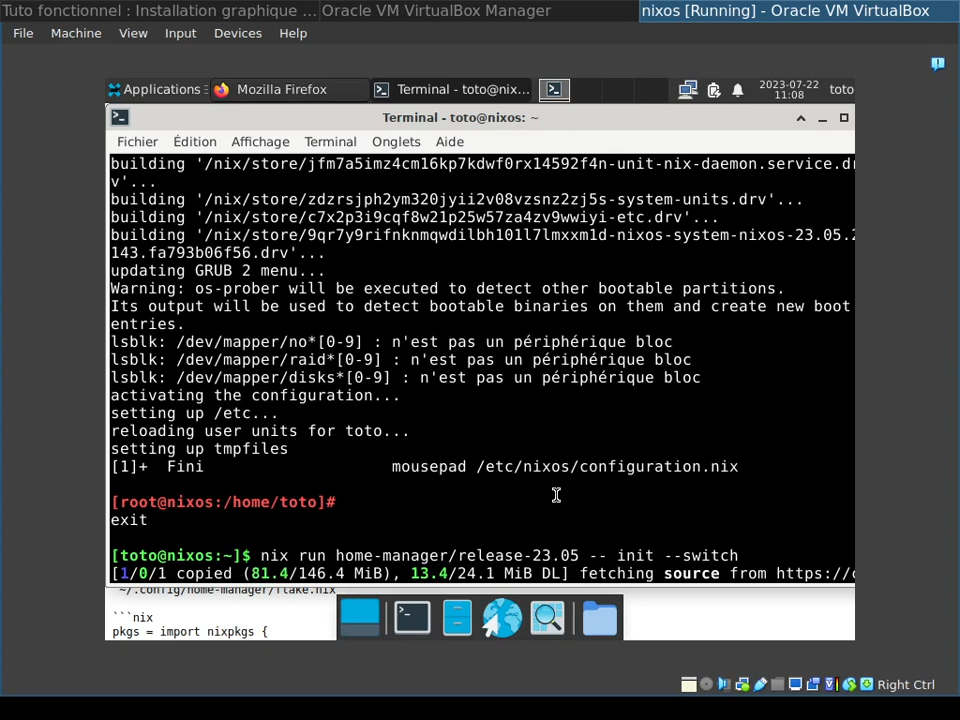 Tuto fonctionnel : Installation graphique ... Oracle VM VirtualBox Manager nixos [Running] - Oracle VM VirtualBox
File Machine View Input Devices Help
Applications Mozilla Firefox Terminal - toto@nix... 2023-07-22 toto
11:08
Terminal - toto@nixos: ~
Fichier Édition Affichage Terminal Onglets Aide
building '/nix/store/jfm7a5imz4cm16kp7kdwf0rx14592f4n-unit-nix-daemon.service.dr
v'...
building '/nix/store/zdzrsjph2ym320jyii2v08vzsnz2zj5s-system-units.drv'...
building '/nix/store/c7x2p3i9cqf8w21p25w57za4zv9wwiyi-etc.drv'...
building '/nix/store/9qr7y9rifnknmqwdilbh101l7lmxxm1d-nixos-system-nixos-23.05.2
143.fa793b06f56.drv'...
updating GRUB 2 menu...
Warning: os-prober will be executed to detect other bootable partitions.
Its output will be used to detect bootable binaries on them and create new boot
entries.
lsblk: /dev/mapper/no*[0-9] : n'est pas un périphérique bloc
lsblk: /dev/mapper/raid*[0-9] : n'est pas un périphérique bloc
lsblk: /dev/mapper/disks*[0-9] : n'est pas un périphérique bloc
activating the configuration...
setting up /etc...
reloading user units for toto...
setting up tmpfiles
[1]+ Fini mousepad /etc/nixos/configuration.nix
[root@nixos:/home/toto]#
exit
[toto@nixos:~]$ nix run home-manager/release-23.05 -- init --switch
[1/0/1 copied (81.4/146.4 MiB), 13.4/24.1 MiB DL] fetching source from https://c
~/.config/home-manager/flake.nix
```nix
pkgs = import nixpkgs {
Right Ctrl